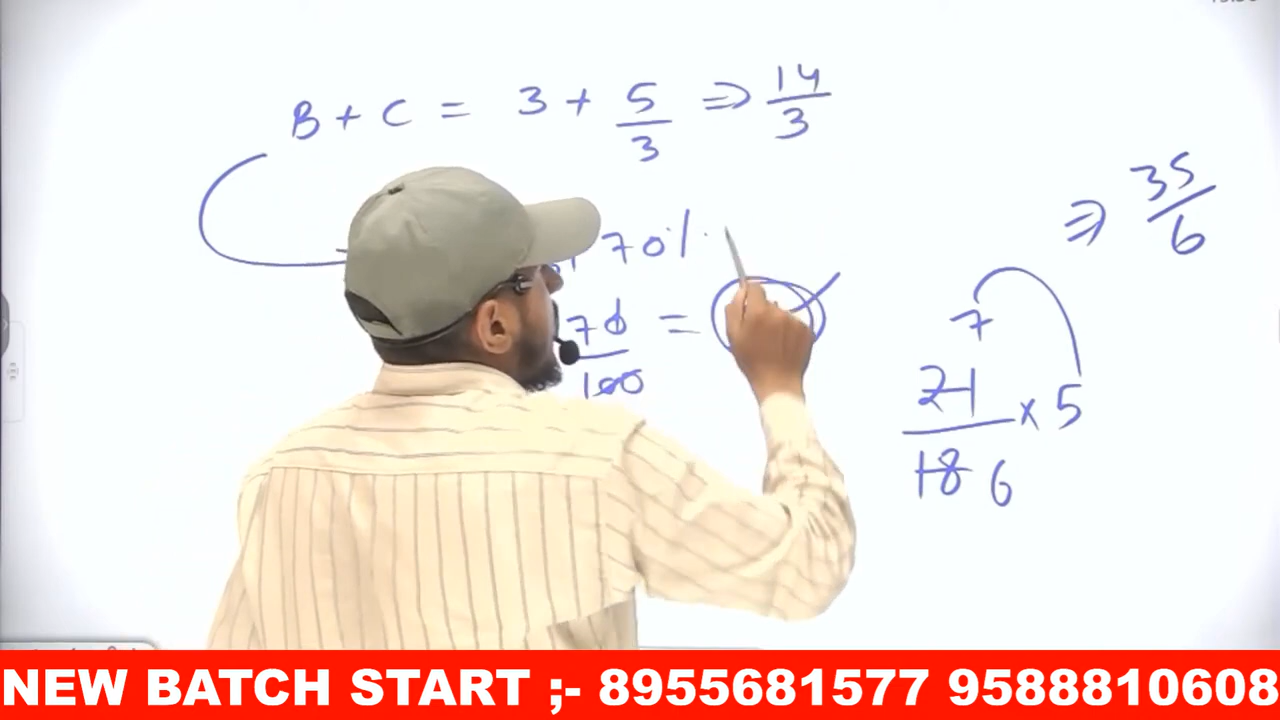 B + C = 3 + 5/3 ⇒ 14/3
⇒ 35/6
70%
70/100 =
7
21/18 × 5
6
NEW BATCH START ;- 8955681577 9588810608